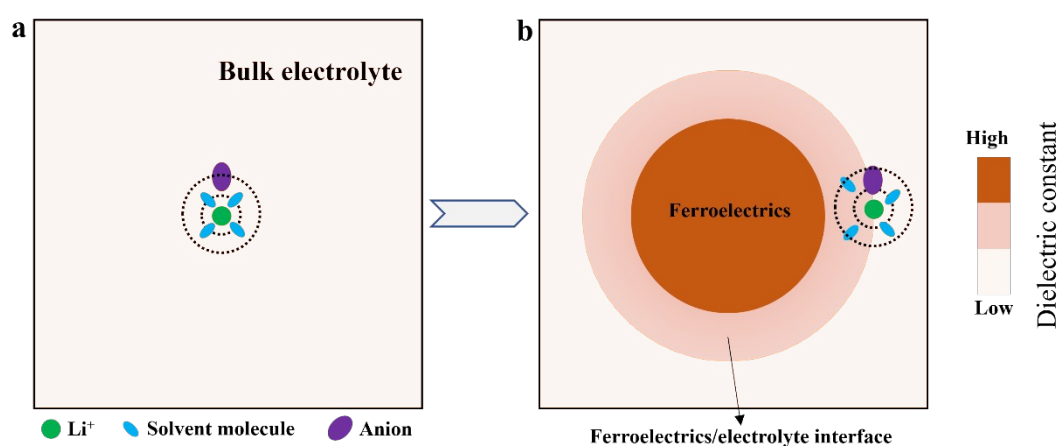 a
Bulk electrolyte
Li⁺
Solvent molecule
Anion
b
Ferroelectrics
Ferroelectrics/electrolyte interface
High
Low
Dielectric constant